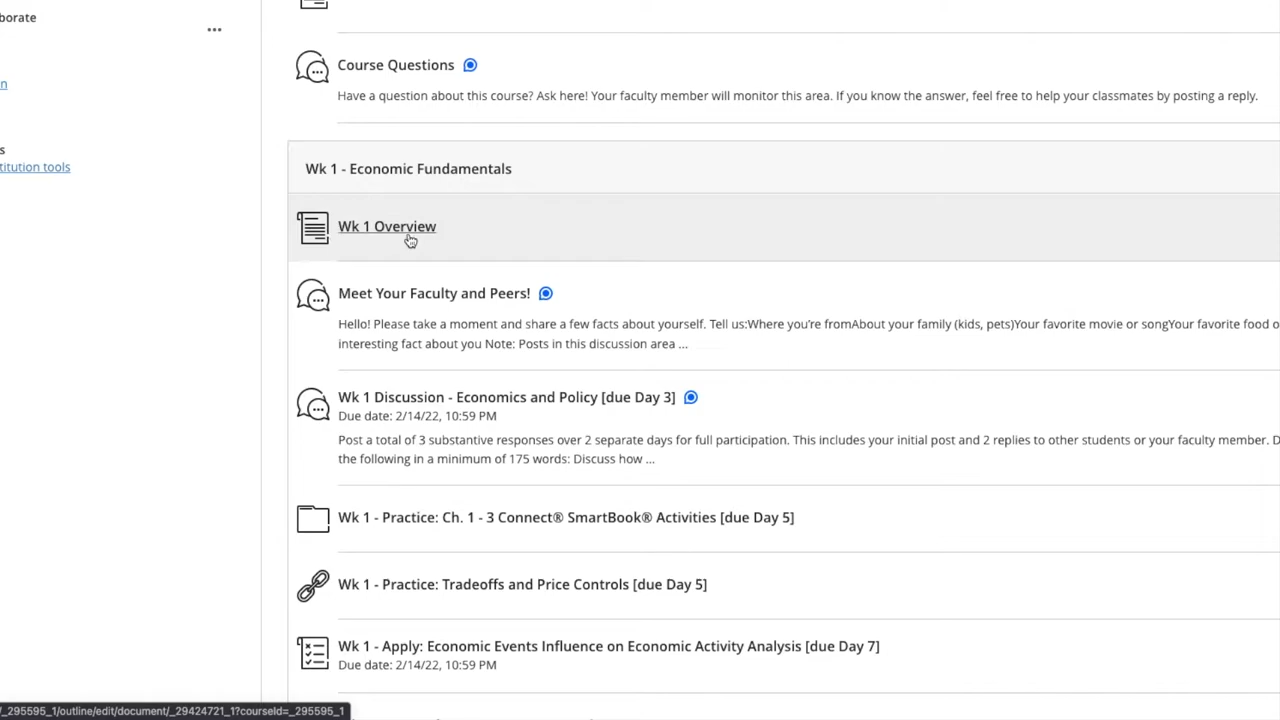 borate
n
s
titution tools
Course Questions
Have a question about this course? Ask here! Your faculty member will monitor this area. If you know the answer, feel free to help your classmates by posting a reply.
Wk 1 - Economic Fundamentals
Wk 1 Overview
Meet Your Faculty and Peers!
Hello! Please take a moment and share a few facts about yourself. Tell us:Where you're fromAbout your family (kids, pets)Your favorite movie or songYour favorite food o
interesting fact about you Note: Posts in this discussion area ...
Wk 1 Discussion - Economics and Policy [due Day 3]
Due date: 2/14/22, 10:59 PM
Post a total of 3 substantive responses over 2 separate days for full participation. This includes your initial post and 2 replies to other students or your faculty member. D
the following in a minimum of 175 words: Discuss how ...
Wk 1 - Practice: Ch. 1 - 3 Connect® SmartBook® Activities [due Day 5]
Wk 1 - Practice: Tradeoffs and Price Controls [due Day 5]
Wk 1 - Apply: Economic Events Influence on Economic Activity Analysis [due Day 7]
Due date: 2/14/22, 10:59 PM
/_295595_1/outline/edit/document/_29424721_1?courseId=_295595_1